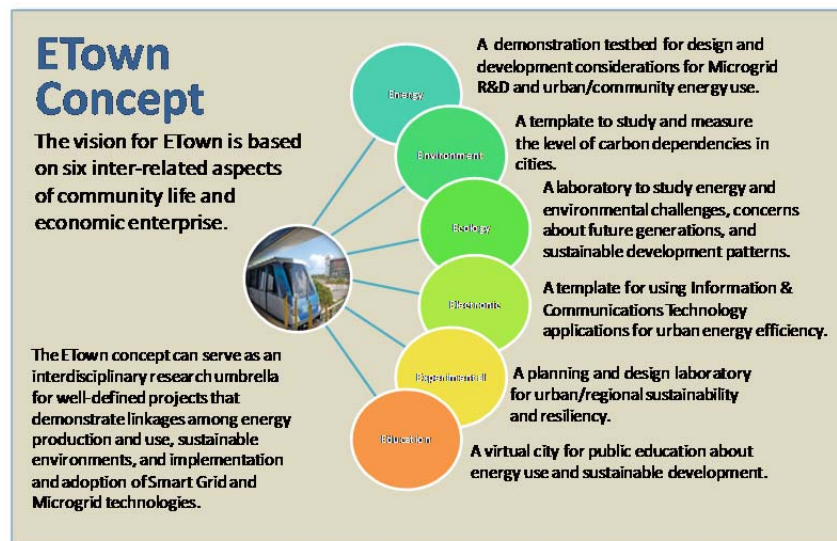 ETown
Concept
The vision for ETown is based
on six inter-related aspects
of community life and
economic enterprise.
Energy
A demonstration testbed for design and
development considerations for Microgrid
R&D and urban/community energy use.
Environment
A template to study and measure
the level of carbon dependencies in
cities.
Ecology
A laboratory to study energy and
environmental challenges, concerns
about future generations, and
sustainable development patterns.
Electronic
A template for using Information &
Communications Technology
applications for urban energy efficiency.
Experimental
A planning and design laboratory
for urban/regional sustainability
and resiliency.
Education
A virtual city for public education about
energy use and sustainable development.
The ETown concept can serve as an
interdisciplinary research umbrella
for well-defined projects that
demonstrate linkages among energy
production and use, sustainable
environments, and implementation
and adoption of Smart Grid and
Microgrid technologies.